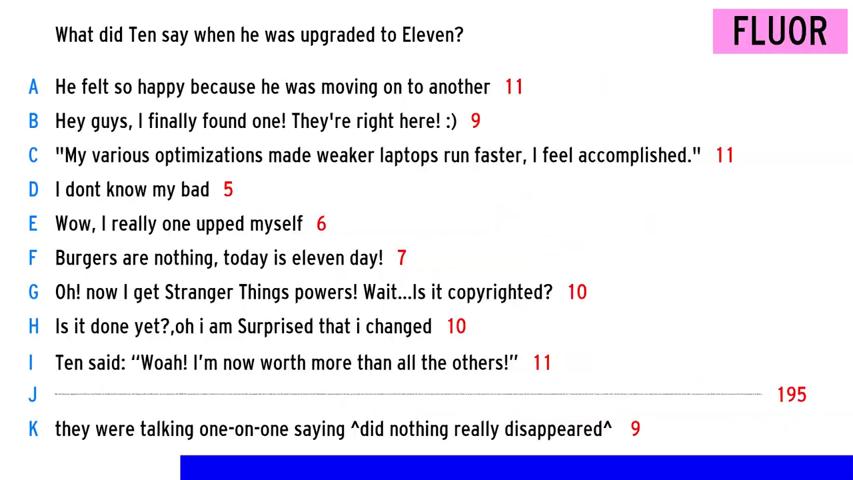 What did Ten say when he was upgraded to Eleven?
FLUOR
A He felt so happy because he was moving on to another 11
B Hey guys, I finally found one! They're right here! :) 9
C "My various optimizations made weaker laptops run faster, I feel accomplished." 11
D I dont know my bad 5
E Wow, I really one upped myself 6
F Burgers are nothing, today is eleven day! 7
G Oh! now I get Stranger Things powers! Wait...Is it copyrighted? 10
H Is it done yet?,oh i am Surprised that i changed 10
I Ten said: “Woah! I’m now worth more than all the others!” 11
J 195
K they were talking one-on-one saying ^did nothing really disappeared^ 9